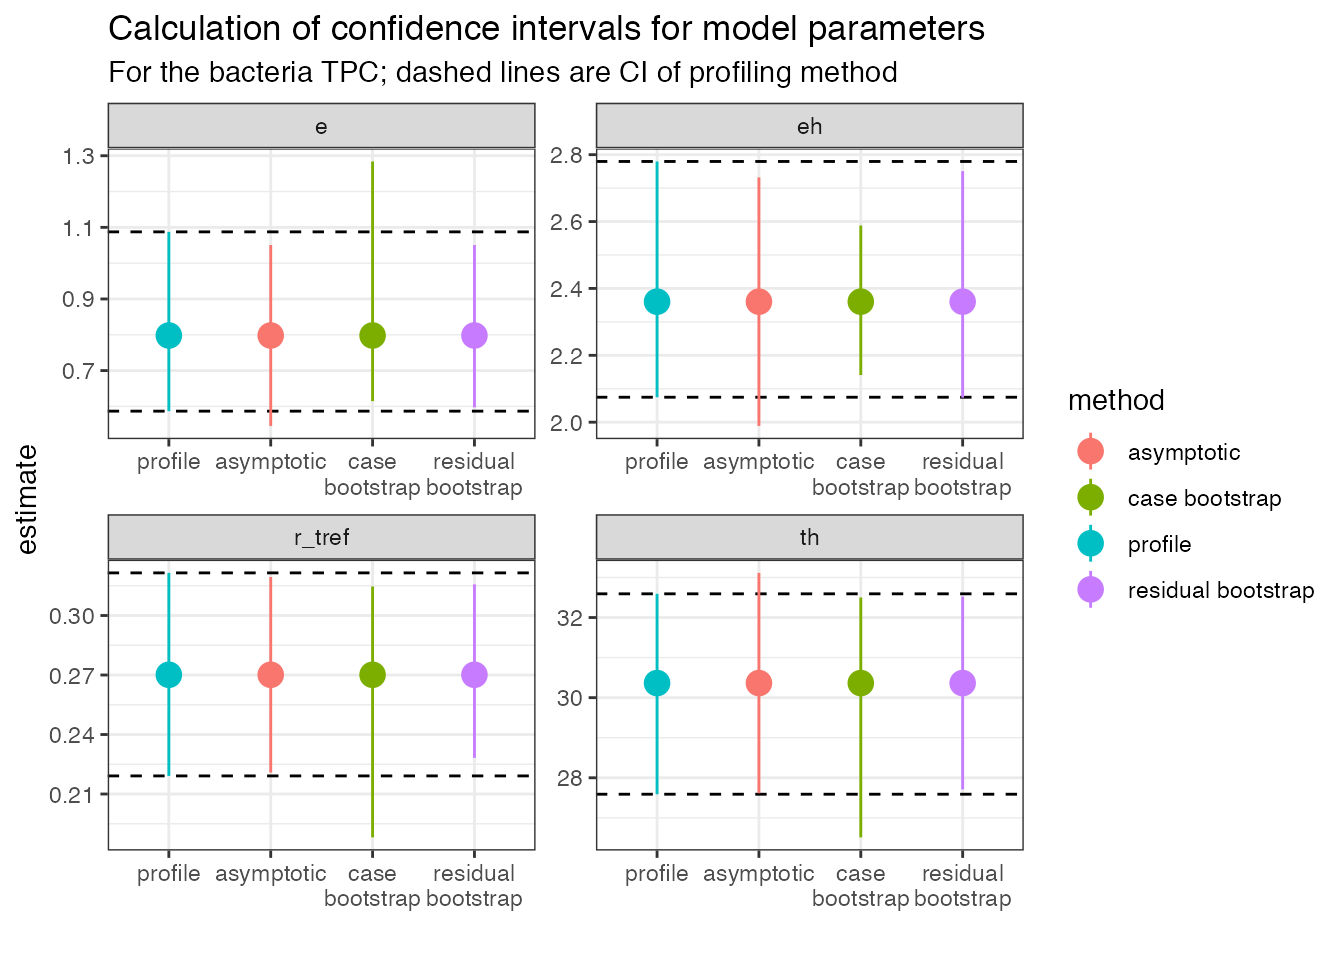 Calculation of confidence intervals for model parameters
For the bacteria TPC; dashed lines are CI of profiling method
e
1.3
1.1
0.9
0.7
profile asymptotic case bootstrap residual bootstrap
eh
2.8
2.6
2.4
2.2
2.0
profile asymptotic case bootstrap residual bootstrap
estimate
r_tref
0.30
0.27
0.24
0.21
profile asymptotic case bootstrap residual bootstrap
th
32
30
28
profile asymptotic case bootstrap residual bootstrap
method
asymptotic
case bootstrap
profile
residual bootstrap